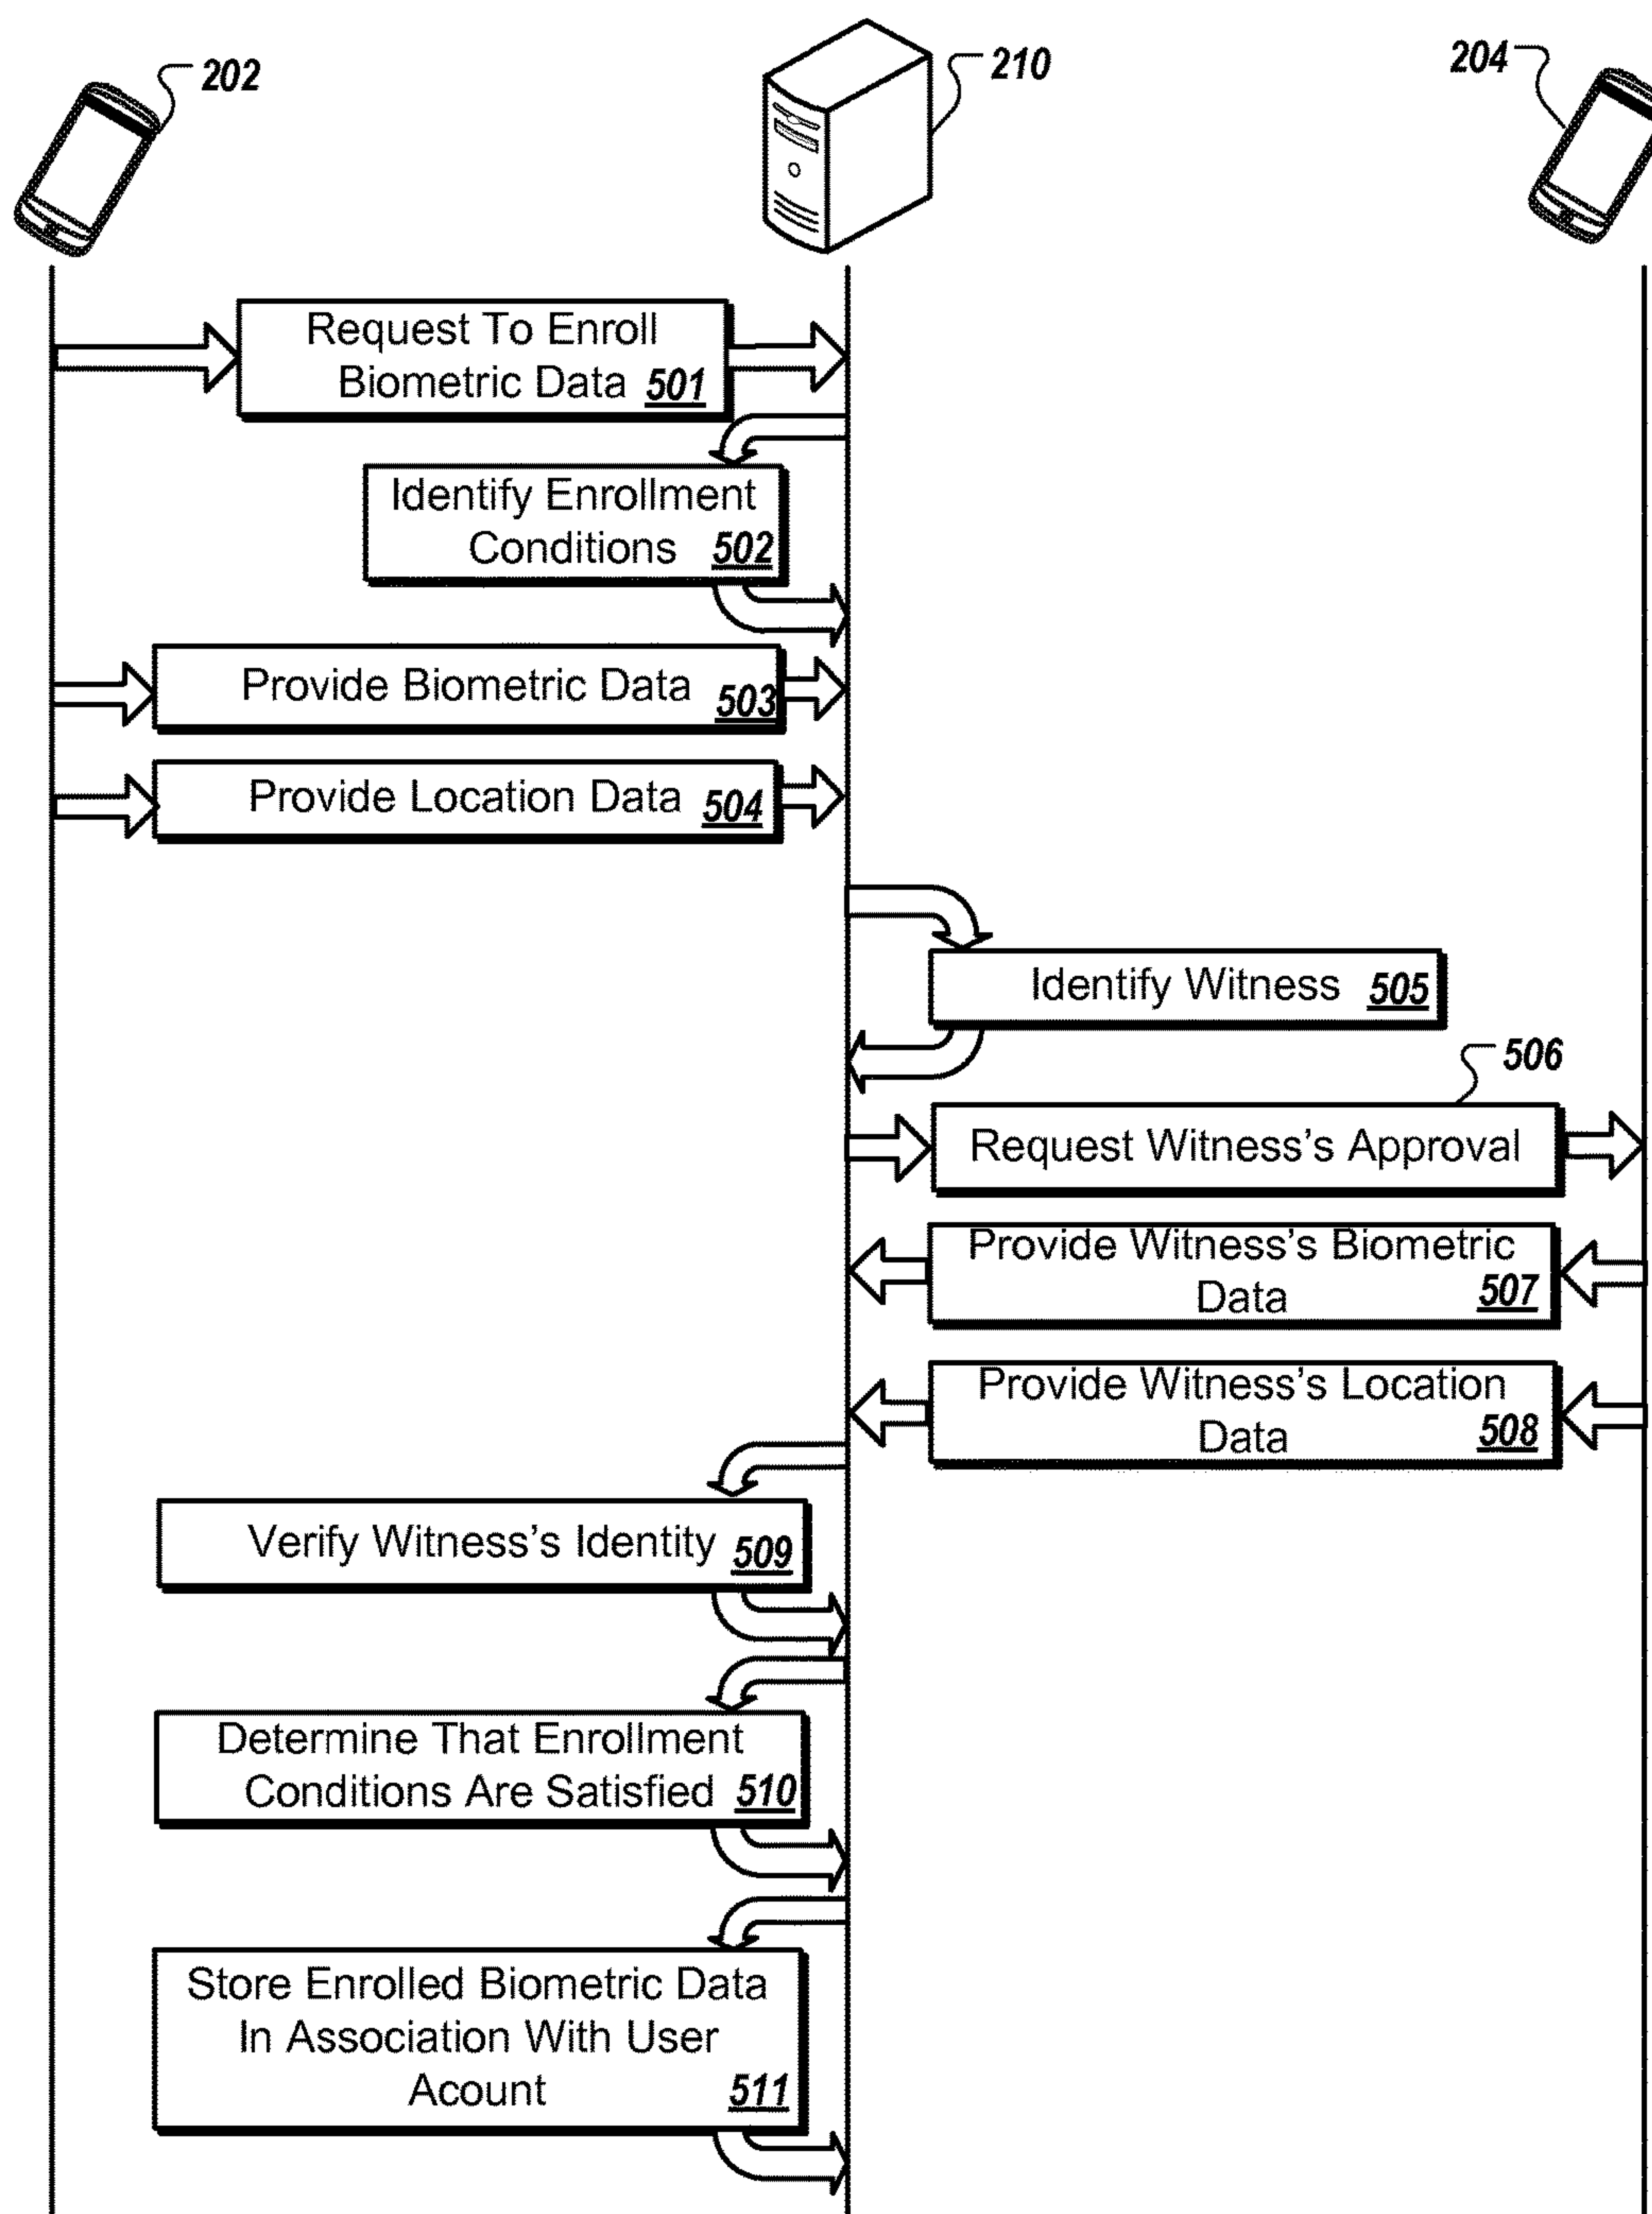 202
210
204
Request To Enroll
Biometric Data 501
Identify Enrollment
Conditions 502
Provide Biometric Data 503
Provide Location Data 504
Identify Witness 505
506
Request Witness's Approval
Provide Witness's Biometric
Data 507
Provide Witness's Location
Data 508
Verify Witness's Identity 509
Determine That Enrollment
Conditions Are Satisfied 510
Store Enrolled Biometric Data
In Association With User
Acount 511